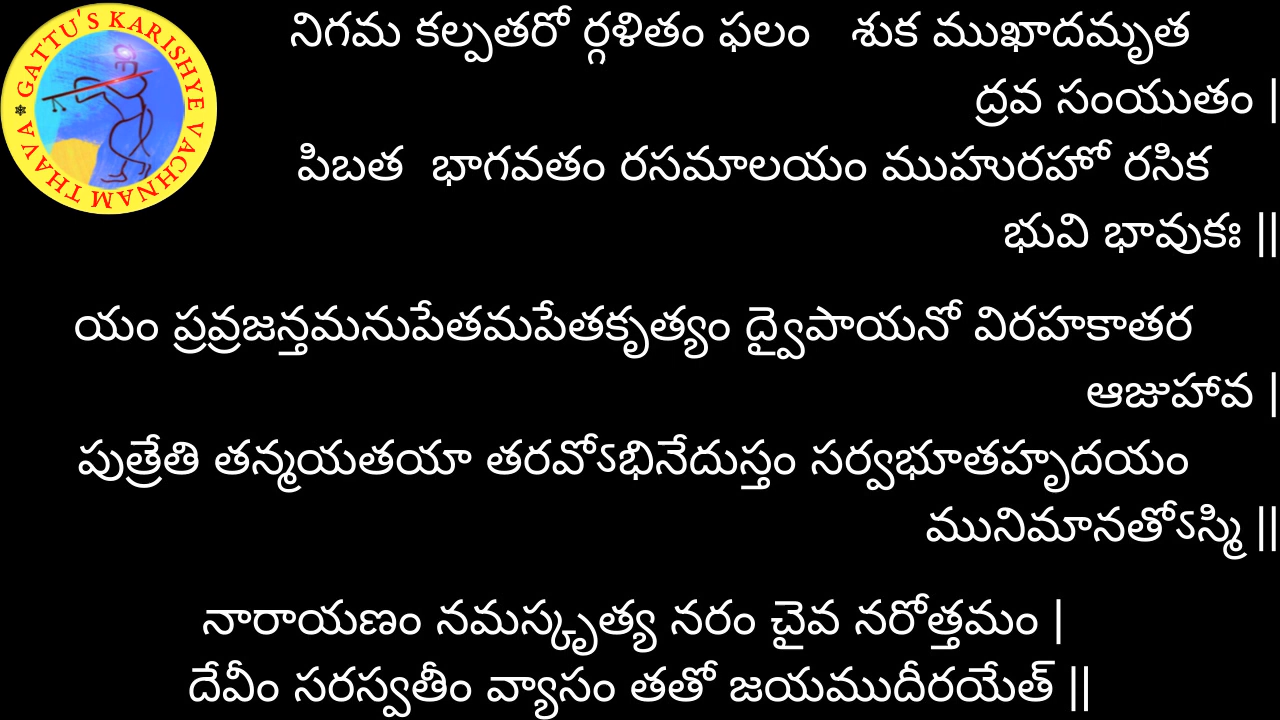 GATTU'S KARISHYE VACHNAM THAVA
నిగమ కల్పతరో ర్గళితం ఫలం శుక ముఖాదమృత
ద్రవ సంయుతం |
పిబత భాగవతం రసమాలయం ముహురహో రసిక
భువి భావుకః ||
యం ప్రవ్రజన్తమనుపేతమపేతకృత్యం ద్వైపాయనో విరహకాతర
ఆజుహావ |
పుత్రేతి తన్మయతయా తరవోఽభినేదుస్తం సర్వభూతహృదయం
మునిమానతోఽస్మి ||
నారాయణం నమస్కృత్య నరం చైవ నరోత్తమం |
దేవీం సరస్వతీం వ్యాసం తతో జయముదీరయేత్ ||